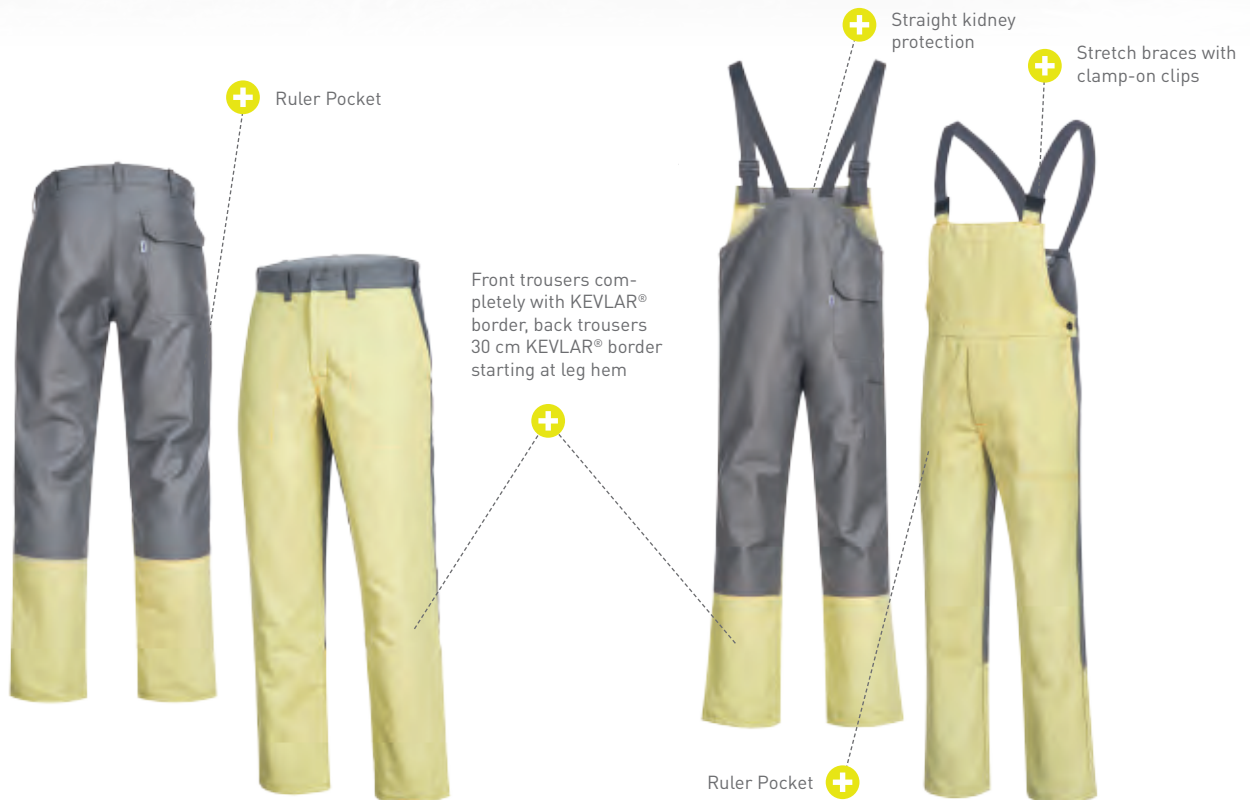 Straight kidney
protection
Stretch braces with
clamp-on clips
Ruler Pocket
Front trousers com-
pletely with KEVLAR®
border, back trousers
30 cm KEVLAR® border
starting at leg hem
Ruler Pocket